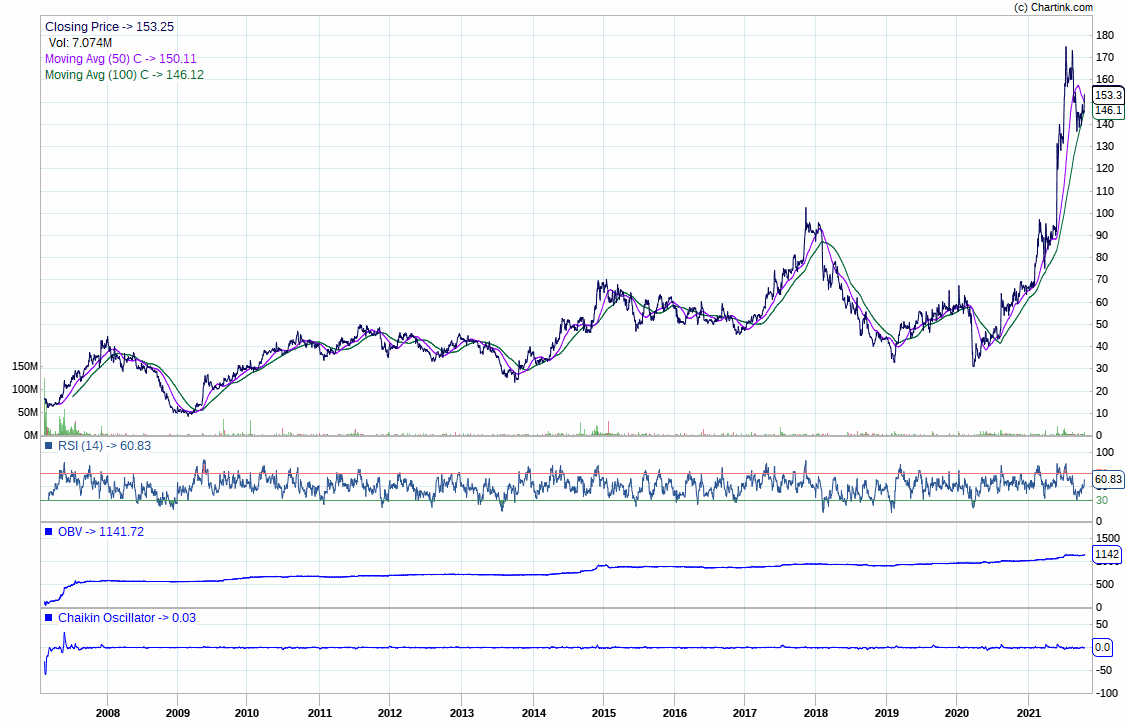 (c) Chartink.com
Closing Price -> 153.25
Vol: 7.074M
Moving Avg (50) C -> 150.11
Moving Avg (100) C -> 146.12
180
170
160
153.3
146.1
140
130
120
110
100
90
80
70
60
50
40
30
20
10
0
150M
100M
50M
0M
RSI (14) -> 60.83
100
60.83
30
0
OBV -> 1141.72
1500
1142
500
0
Chaikin Oscillator -> 0.03
50
0.0
-50
-100
2008 2009 2010 2011 2012 2013 2014 2015 2016 2017 2018 2019 2020 2021